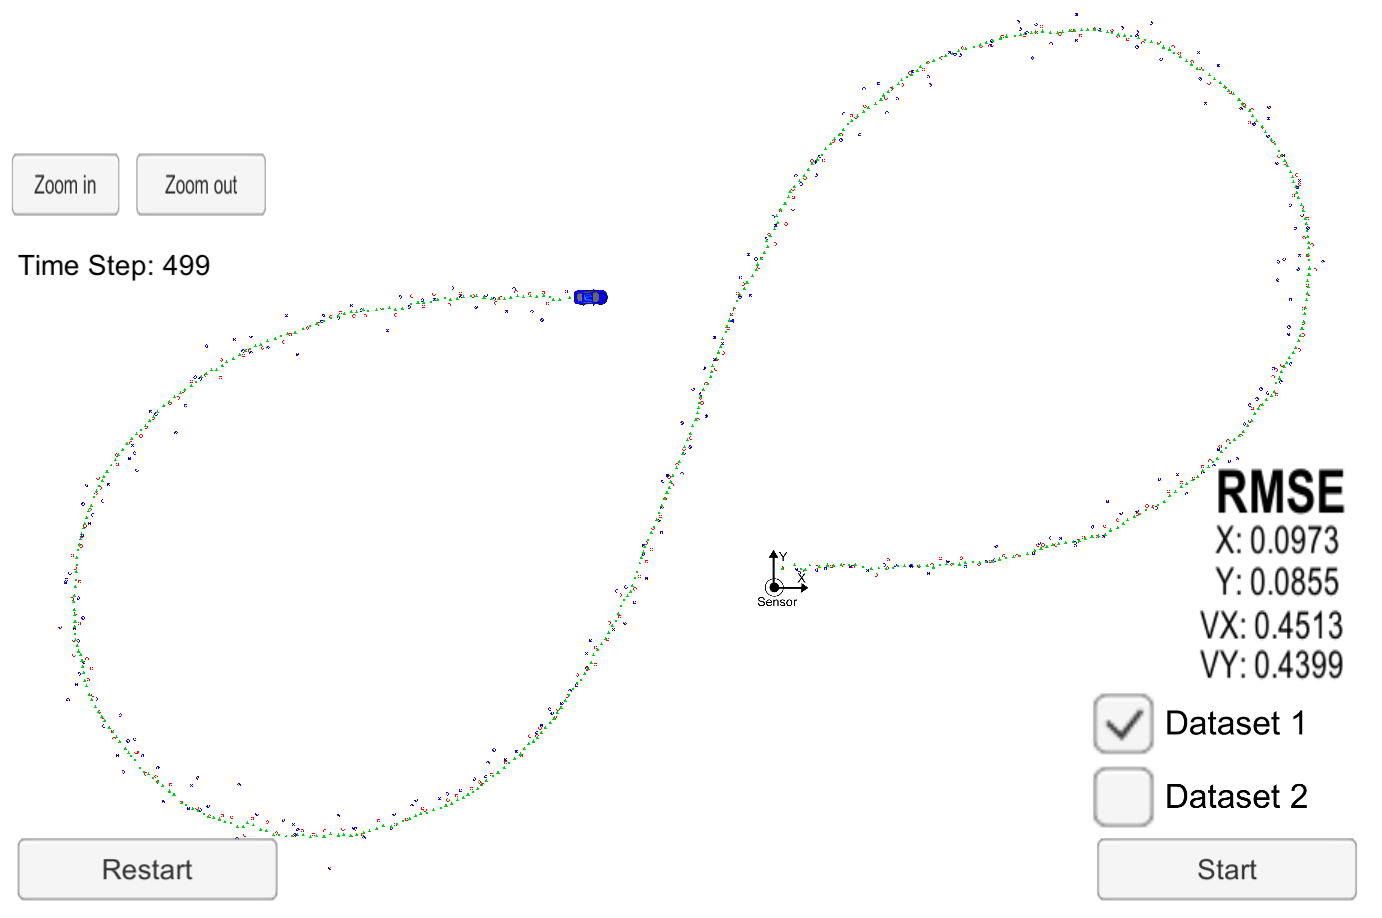 Zoom in
Zoom out
Time Step: 499
Y
X
Sensor
RMSE
X: 0.0973
Y: 0.0855
VX: 0.4513
VY: 0.4399
Dataset 1
Dataset 2
Restart
Start